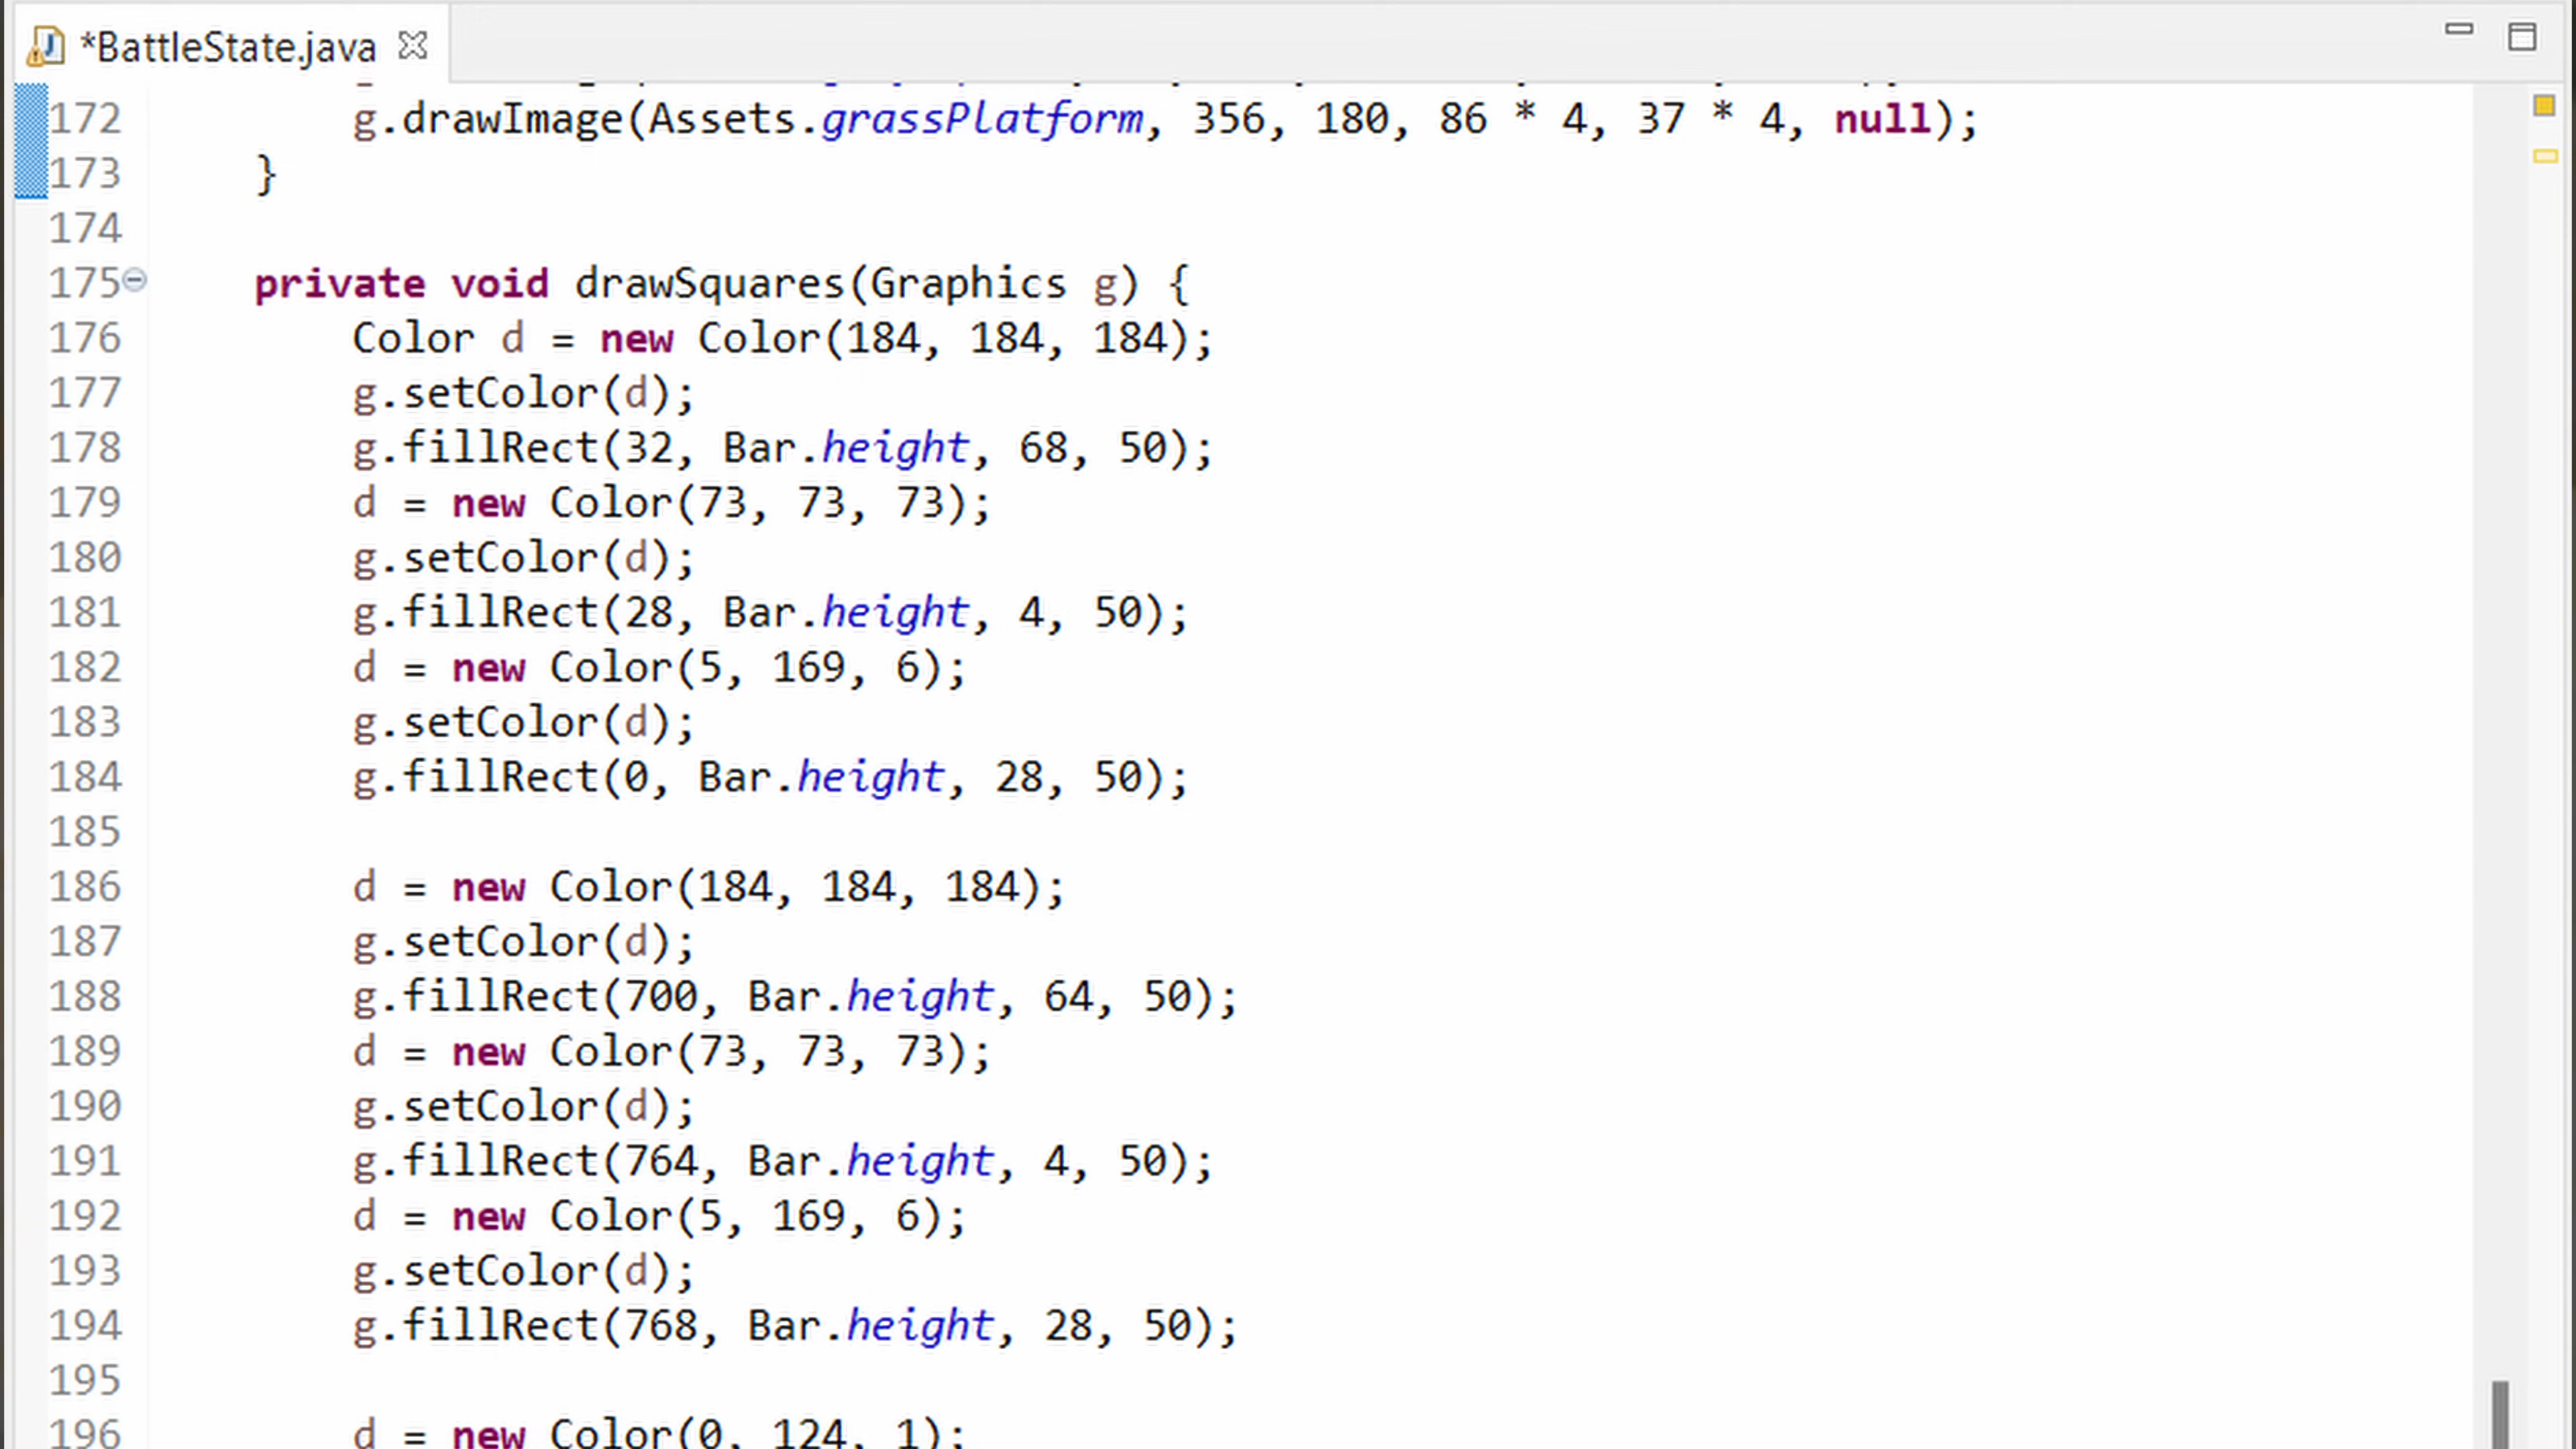 *BattleState.java
172 g.drawImage(Assets.grassPlatform, 356, 180, 86 * 4, 37 * 4, null);
173 }
174
175 private void drawSquares(Graphics g) {
176 Color d = new Color(184, 184, 184);
177 g.setColor(d);
178 g.fillRect(32, Bar.height, 68, 50);
179 d = new Color(73, 73, 73);
180 g.setColor(d);
181 g.fillRect(28, Bar.height, 4, 50);
182 d = new Color(5, 169, 6);
183 g.setColor(d);
184 g.fillRect(0, Bar.height, 28, 50);
185
186 d = new Color(184, 184, 184);
187 g.setColor(d);
188 g.fillRect(700, Bar.height, 64, 50);
189 d = new Color(73, 73, 73);
190 g.setColor(d);
191 g.fillRect(764, Bar.height, 4, 50);
192 d = new Color(5, 169, 6);
193 g.setColor(d);
194 g.fillRect(768, Bar.height, 28, 50);
195
196 d = new Color(0, 124, 1);